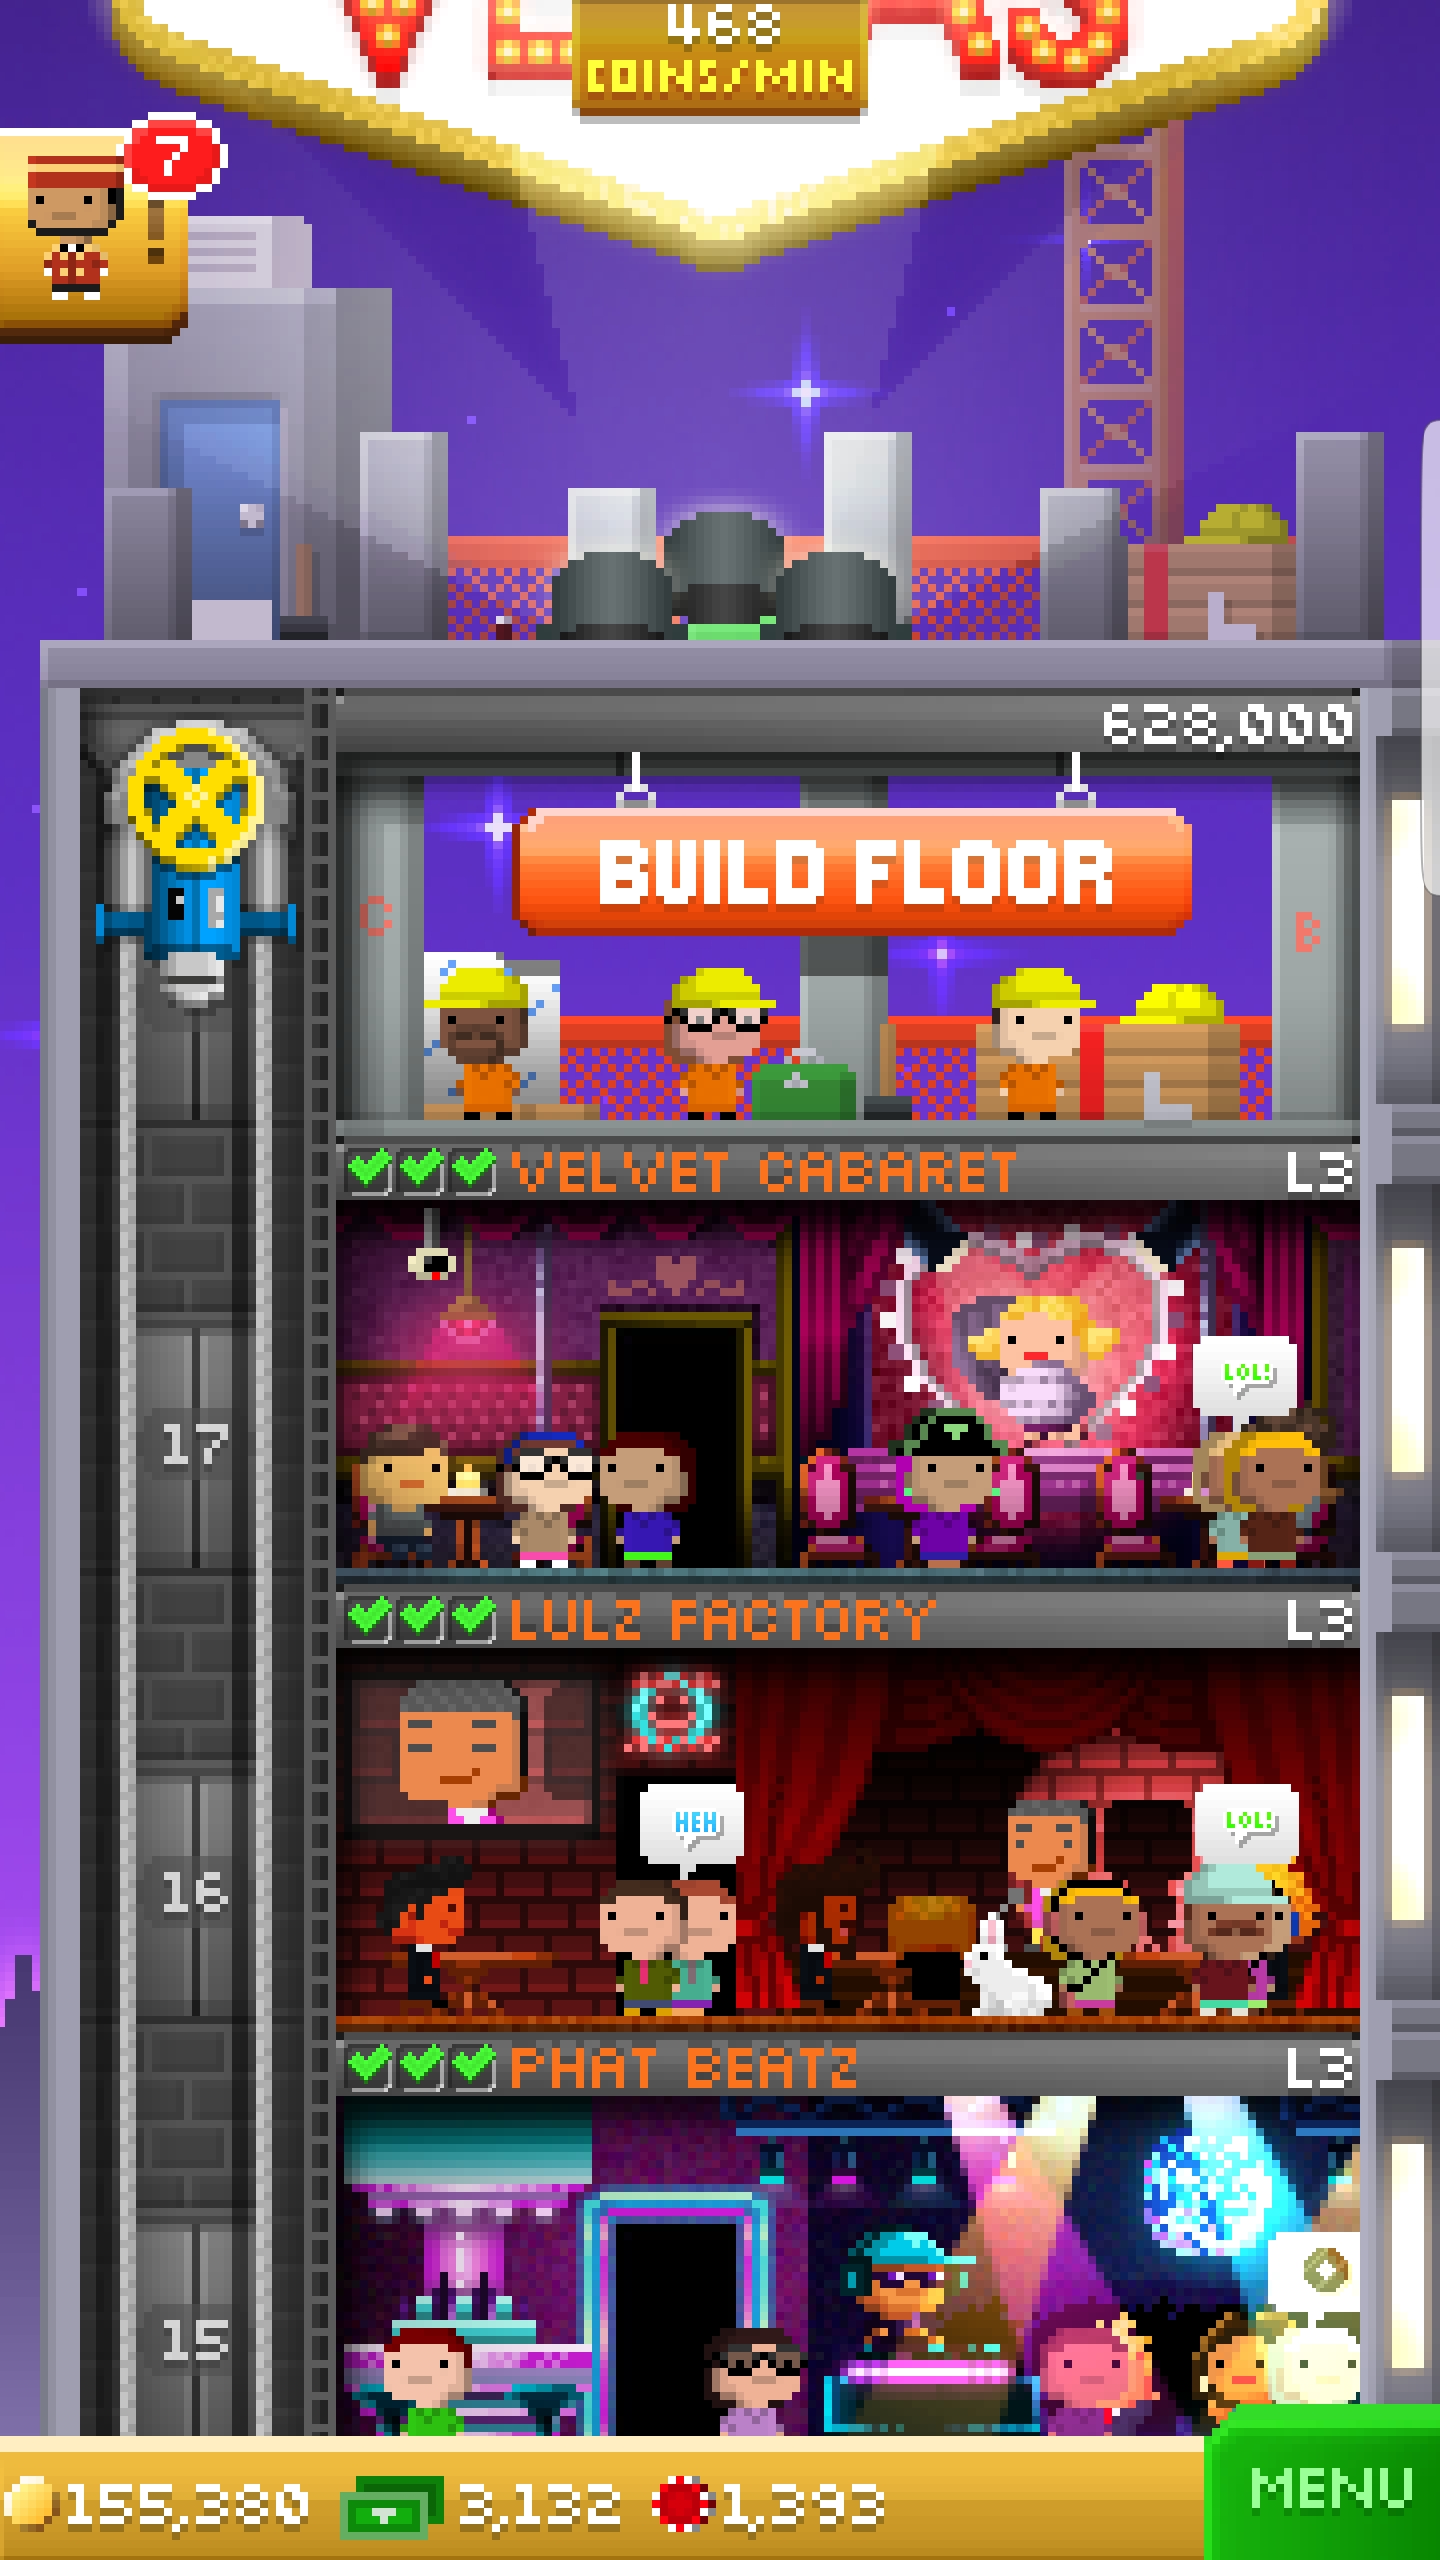 VEGAS
468
COINS/MIN
7
!
628,000
BUILD FLOOR
C
B
VELVET CABARET L3
LOL!
17
LULZ FACTORY L3
HEH
LOL!
16
PHAT BEATZ L3
15
155,380 3,132 1,393
MENU